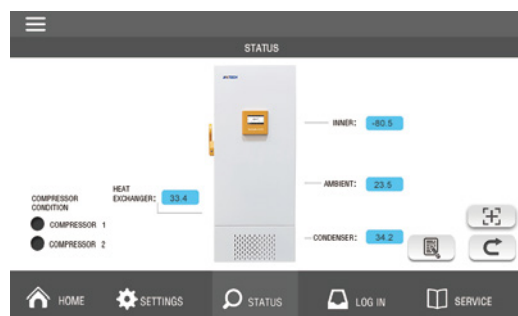 STATUS
INNER: -80.5
AMBIENT: 23.5
HEAT
EXCHANGER: 33.4
COMPRESSOR
CONDITION
COMPRESSOR 1
COMPRESSOR 2
CONDENSER: 34.2
HOME
SETTINGS
STATUS
LOG IN
SERVICE